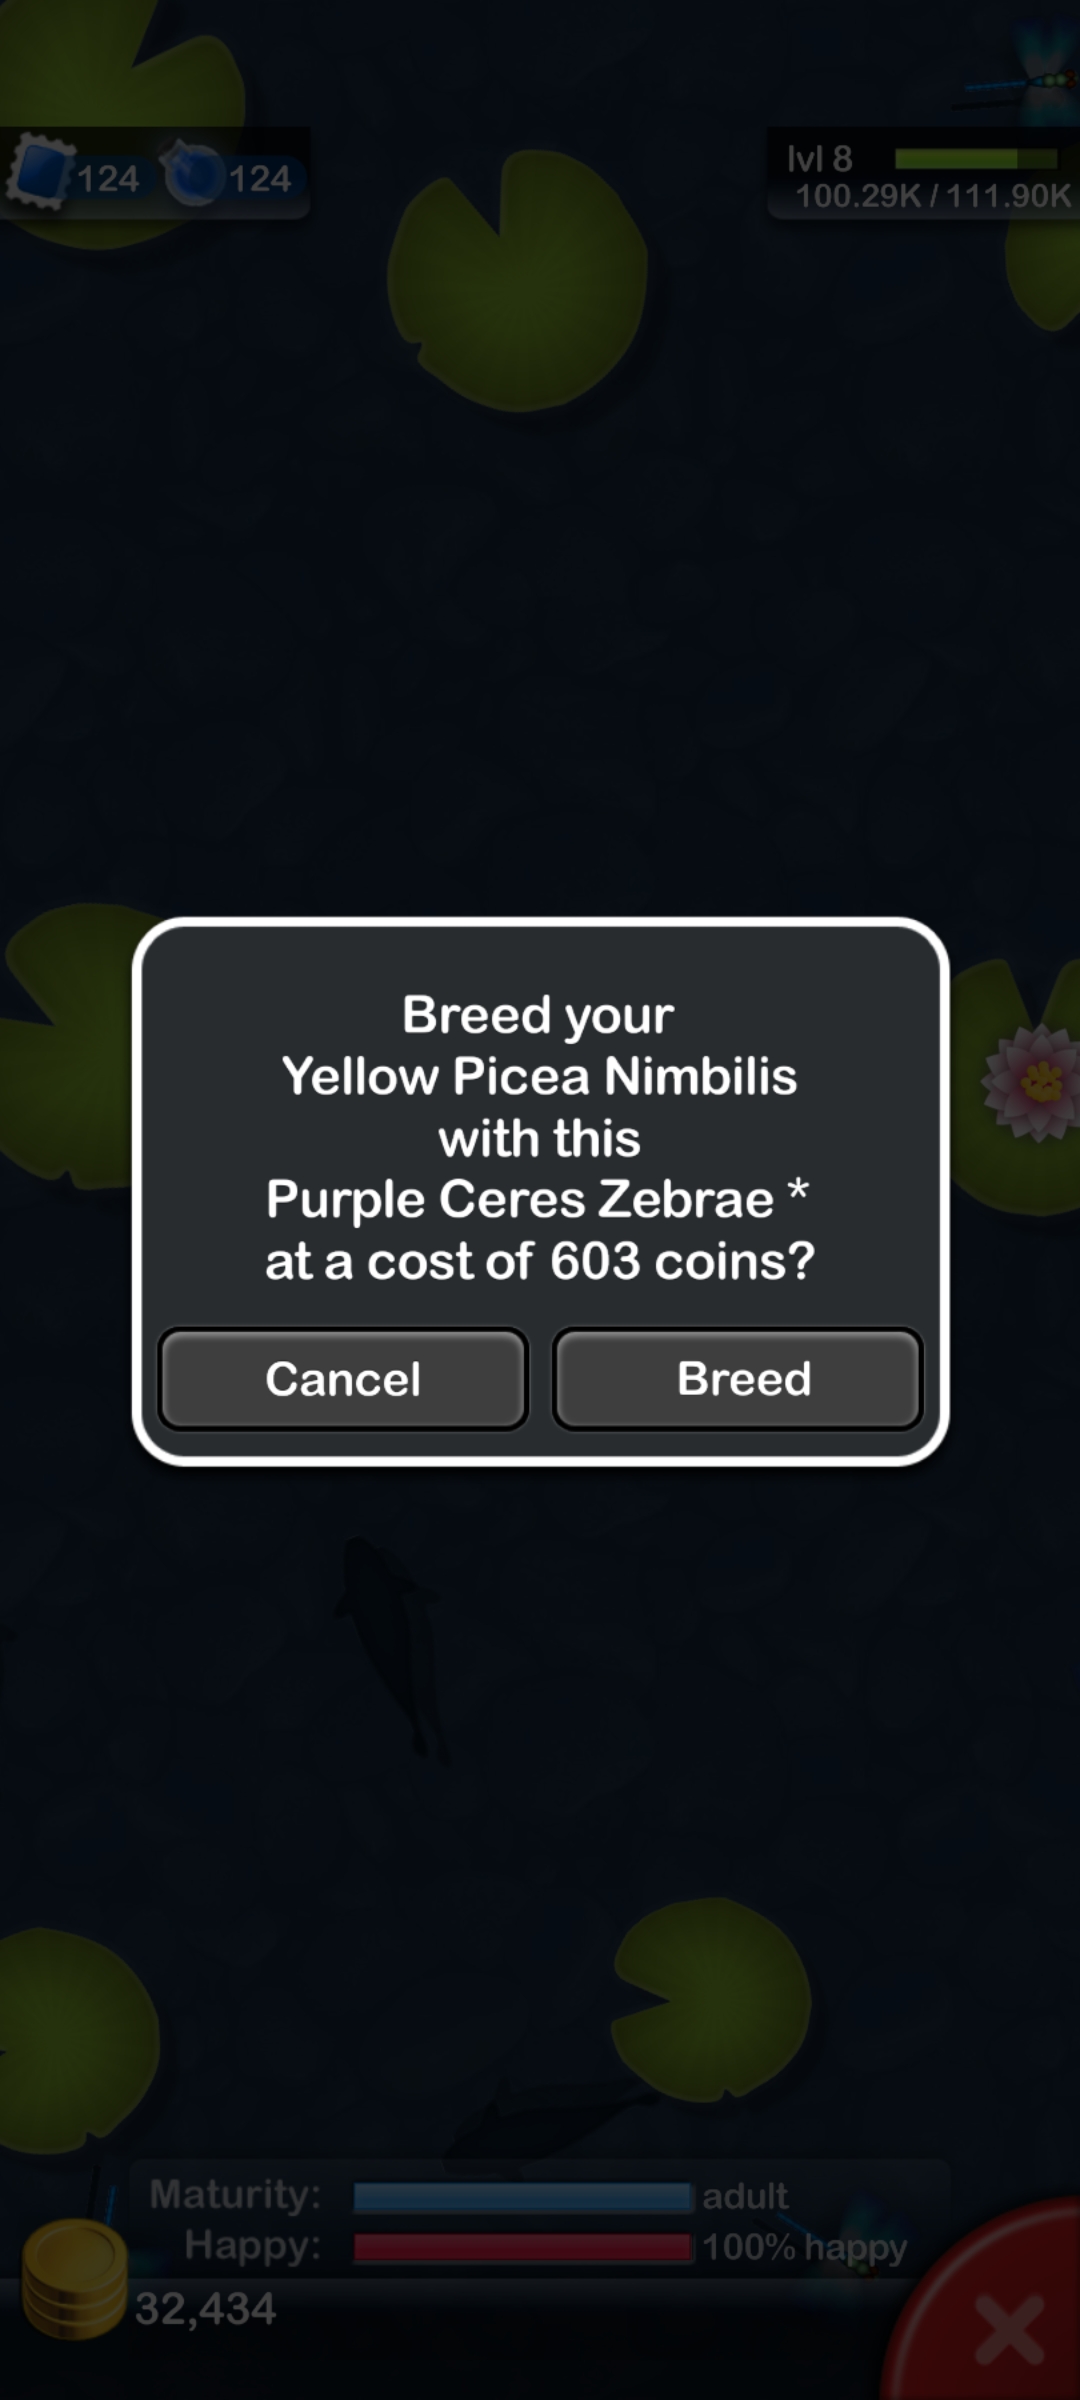 124 124 lvl 8
100.29K / 111.90K
Breed your
Yellow Picea Nimbilis
with this
Purple Ceres Zebrae *
at a cost of 603 coins?
Cancel Breed
Maturity: adult
Happy: 100% happy
32,434